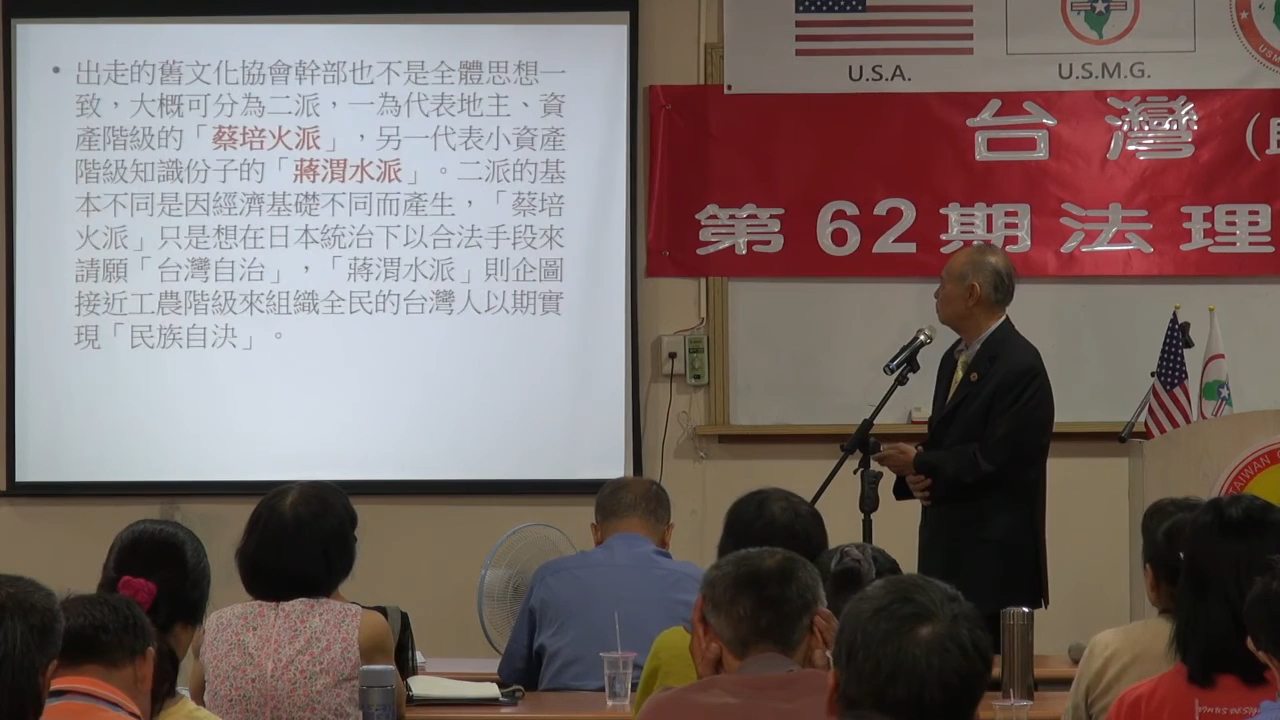 • 出走的舊文化協會幹部也不是全體思想一
致，大概可分為二派，一為代表地主、資
產階級的「蔡培火派」，另一代表小資產
階級知識份子的「蔣渭水派」。二派的基
本不同是因經濟基礎不同而產生，「蔡培
火派」只是想在日本統治下以合法手段來
請願「台灣自治」，「蔣渭水派」則企圖
接近工農階級來組織全民的台灣人以期實
現「民族自決」。
U.S.A.
U.S.M.G.
台灣（
第62期法理
TAIWAN